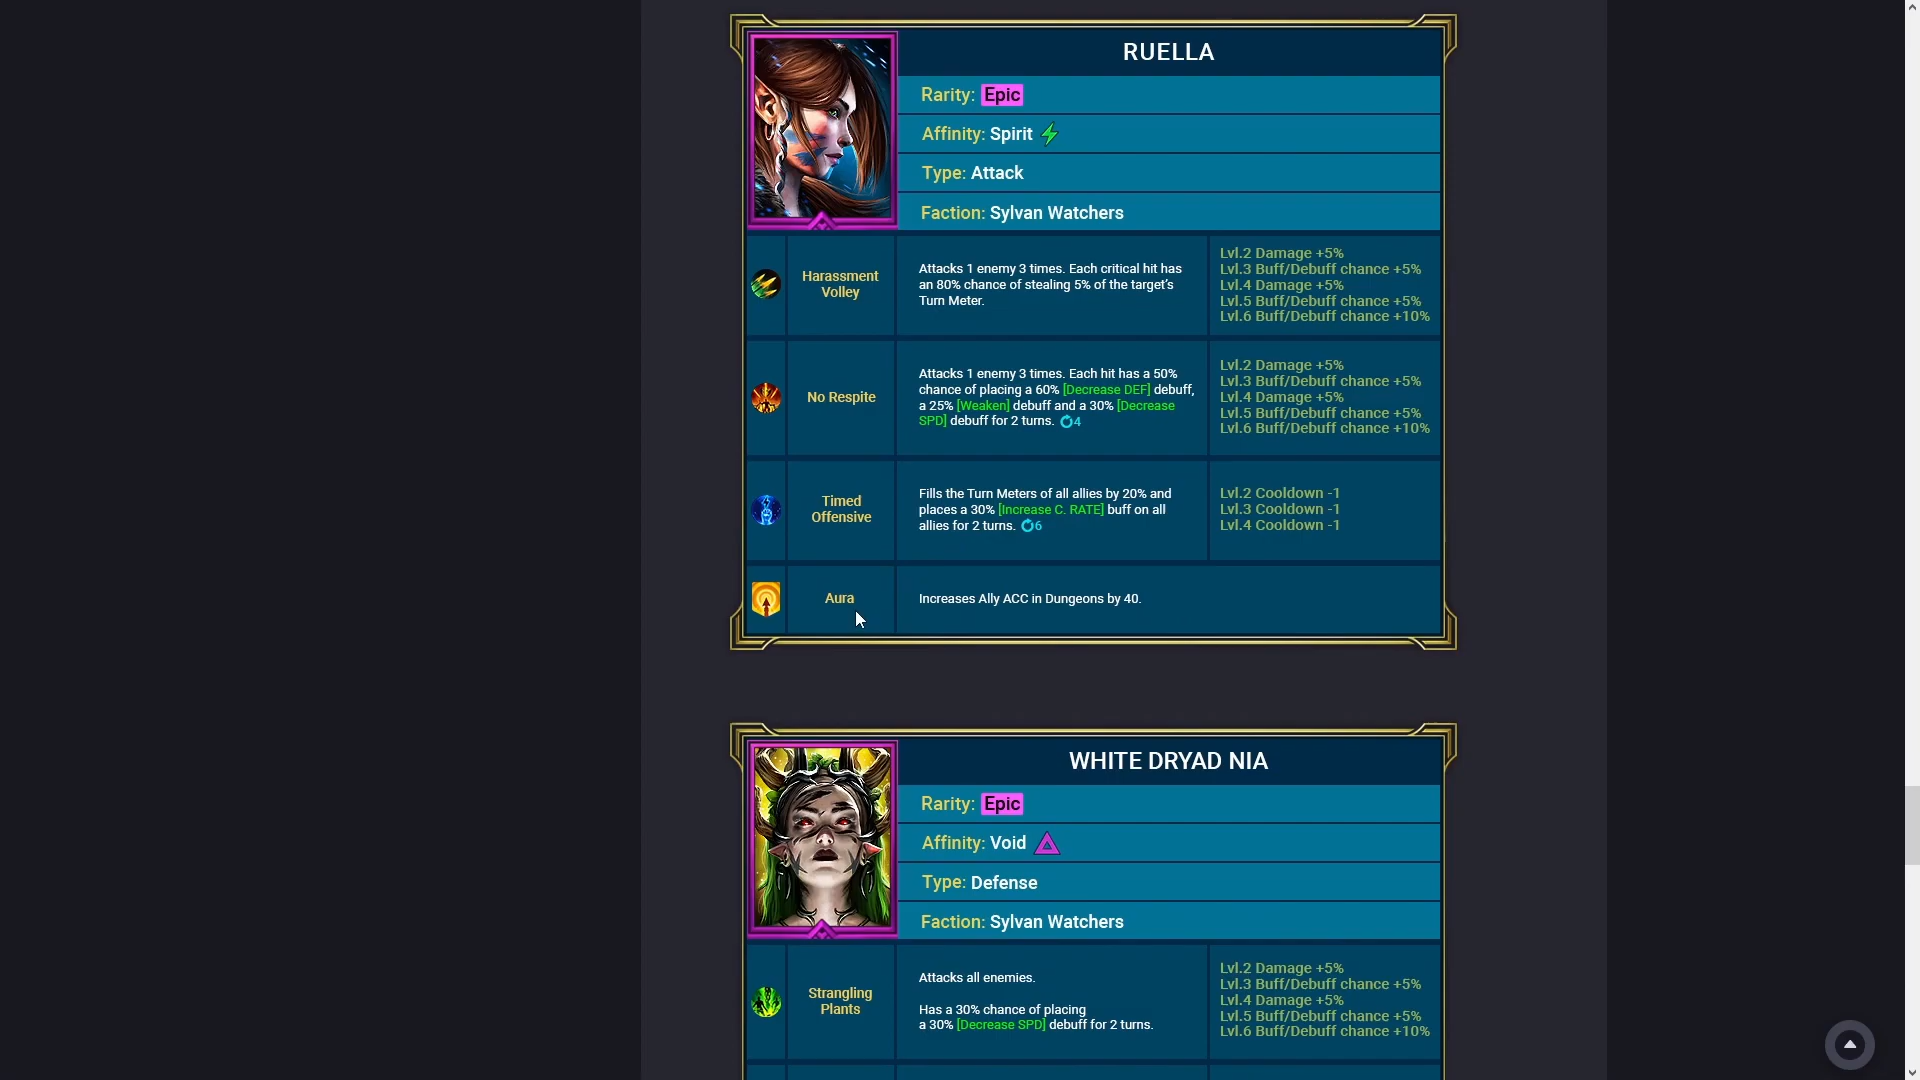 RUELLA
Rarity: Epic
Affinity: Spirit
Type: Attack
Faction: Sylvan Watchers
Harassment
Volley
Attacks 1 enemy 3 times. Each critical hit has
an 80% chance of stealing 5% of the target's
Turn Meter.
Lvl.2 Damage +5%
Lvl.3 Buff/Debuff chance +5%
Lvl.4 Damage +5%
Lvl.5 Buff/Debuff chance +5%
Lvl.6 Buff/Debuff chance +10%
No Respite
Attacks 1 enemy 3 times. Each hit has a 50%
chance of placing a 60% [Decrease DEF] debuff,
a 25% [Weaken] debuff and a 30% [Decrease
SPD] debuff for 2 turns. 4
Lvl.2 Damage +5%
Lvl.3 Buff/Debuff chance +5%
Lvl.4 Damage +5%
Lvl.5 Buff/Debuff chance +5%
Lvl.6 Buff/Debuff chance +10%
Timed
Offensive
Fills the Turn Meters of all allies by 20% and
places a 30% [Increase C. RATE] buff on all
allies for 2 turns. 6
Lvl.2 Cooldown -1
Lvl.3 Cooldown -1
Lvl.4 Cooldown -1
Aura
Increases Ally ACC in Dungeons by 40.
WHITE DRYAD NIA
Rarity: Epic
Affinity: Void
Type: Defense
Faction: Sylvan Watchers
Strangling
Plants
Attacks all enemies.
Has a 30% chance of placing
a 30% [Decrease SPD] debuff for 2 turns.
Lvl.2 Damage +5%
Lvl.3 Buff/Debuff chance +5%
Lvl.4 Damage +5%
Lvl.5 Buff/Debuff chance +5%
Lvl.6 Buff/Debuff chance +10%